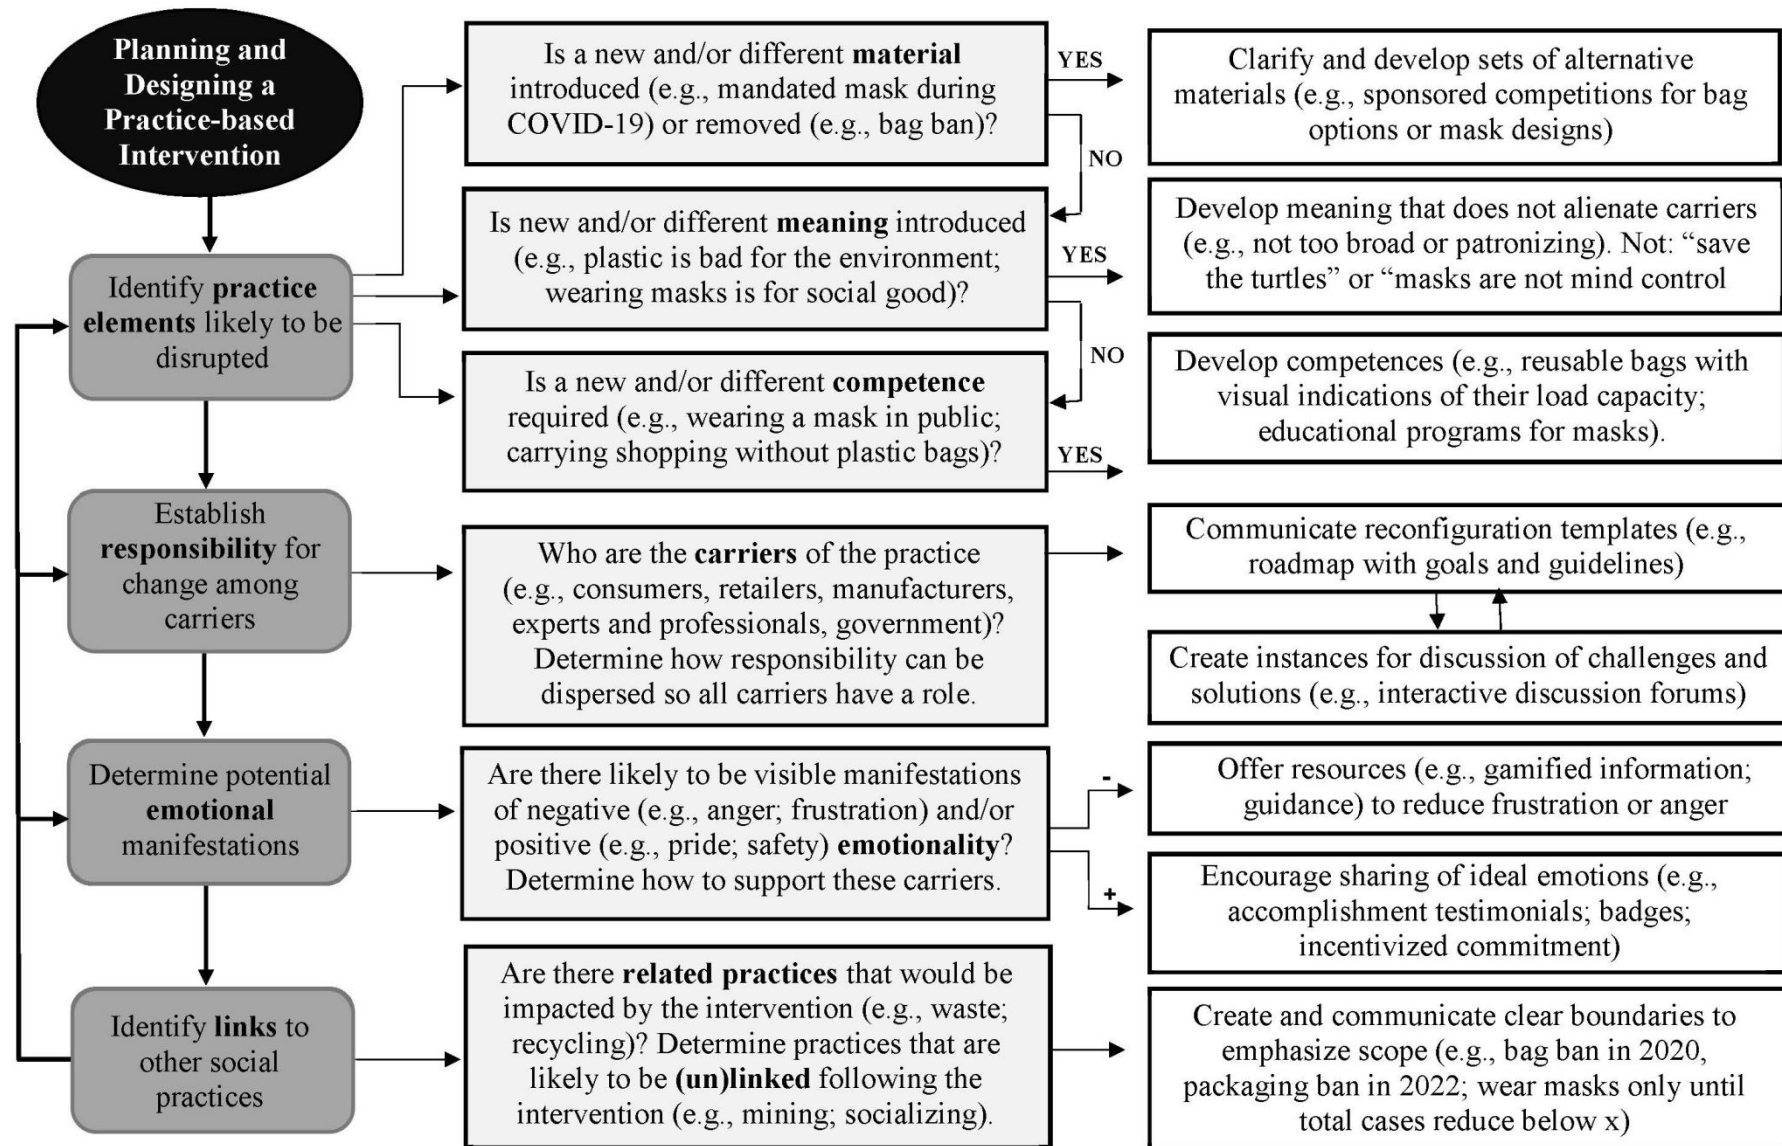 Planning and
Designing a
Practice-based
Intervention
Is a new and/or different material
introduced (e.g., mandated mask during
COVID-19) or removed (e.g., bag ban)?
YES
NO
Clarify and develop sets of alternative
materials (e.g., sponsored competitions for bag
options or mask designs)
Identify practice
elements likely to be
disrupted
Is new and/or different meaning introduced
(e.g., plastic is bad for the environment;
wearing masks is for social good)?
YES
NO
Develop meaning that does not alienate carriers
(e.g., not too broad or patronizing). Not: “save
the turtles” or “masks are not mind control
Is a new and/or different competence
required (e.g., wearing a mask in public;
carrying shopping without plastic bags)?
YES
Develop competences (e.g., reusable bags with
visual indications of their load capacity;
educational programs for masks).
Establish
responsibility for
change among
carriers
Who are the carriers of the practice
(e.g., consumers, retailers, manufacturers,
experts and professionals, government)?
Determine how responsibility can be
dispersed so all carriers have a role.
Communicate reconfiguration templates (e.g.,
roadmap with goals and guidelines)
Create instances for discussion of challenges and
solutions (e.g., interactive discussion forums)
Determine potential
emotional
manifestations
Are there likely to be visible manifestations
of negative (e.g., anger; frustration) and/or
positive (e.g., pride; safety) emotionality?
Determine how to support these carriers.
-
Offer resources (e.g., gamified information;
guidance) to reduce frustration or anger
+
Encourage sharing of ideal emotions (e.g.,
accomplishment testimonials; badges;
incentivized commitment)
Identify links to
other social
practices
Are there related practices that would be
impacted by the intervention (e.g., waste;
recycling)? Determine practices that are
likely to be (un)linked following the
intervention (e.g., mining; socializing).
Create and communicate clear boundaries to
emphasize scope (e.g., bag ban in 2020,
packaging ban in 2022; wear masks only until
total cases reduce below x)